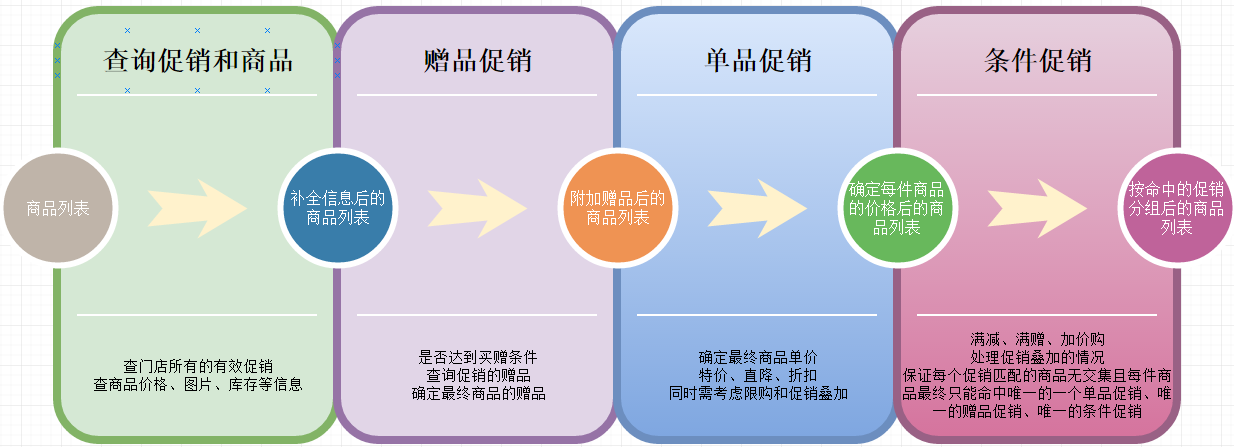 查询促销和商品
赠品促销
单品促销
条件促销
商品列表
补全信息后的
商品列表
附加赠品后的
商品列表
确定每件商品
的价格后的商
品列表
按命中的促销
分组后的商品
列表
查门店所有的有效促销
查商品价格、图片、库存等信息
是否达到买赠条件
查询促销的赠品
确定最终商品的赠品
确定最终商品单价
特价、直降、折扣
同时需考虑限购和促销叠加
满减、满赠、加价购
处理促销叠加的情况
保证每个促销匹配的商品无交集且每件商
品最终只能命中唯一的一个单品促销、唯
一的赠品促销、唯一的条件促销